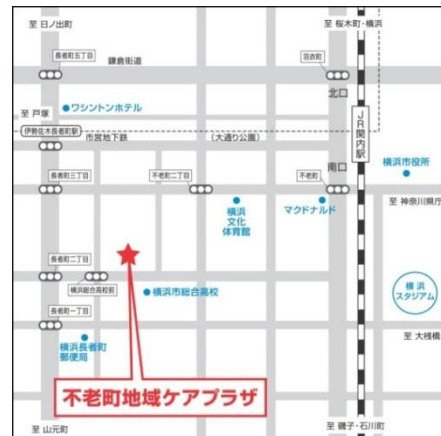 至 日ノ出町
至 桜木町・横浜
長者町五丁目
鎌倉街道
羽衣町
北口
至 戸塚
ワシントンホテル
伊勢佐木長者町駅
市営地下鉄
(大通り公園)
JR関内駅
南口
横浜市役所
長者町三丁目
不老町二丁目
不老町
至 神奈川県庁
横浜
文化
体育館
マクドナルド
長者町二丁目
横浜総合高校前
横浜市総合高校
横浜
スタジアム
長者町一丁目
横浜長者町
郵便局
至 大桟橋
不老町地域ケアプラザ
至 山元町
至 磯子・石川町